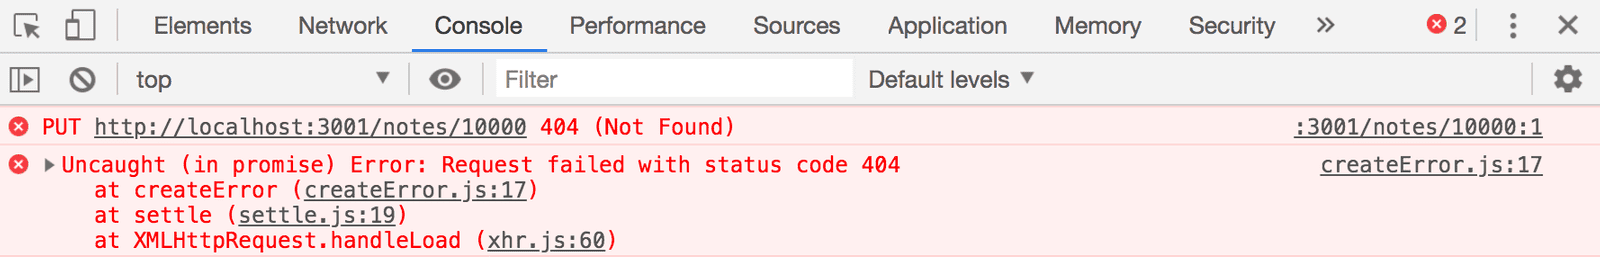 Elements Network Console Performance Sources Application Memory Security » 2
top Filter Default levels
PUT http://localhost:3001/notes/10000 404 (Not Found) :3001/notes/10000:1
Uncaught (in promise) Error: Request failed with status code 404 createError.js:17
at createError (createError.js:17)
at settle (settle.js:19)
at XMLHttpRequest.handleLoad (xhr.js:60)